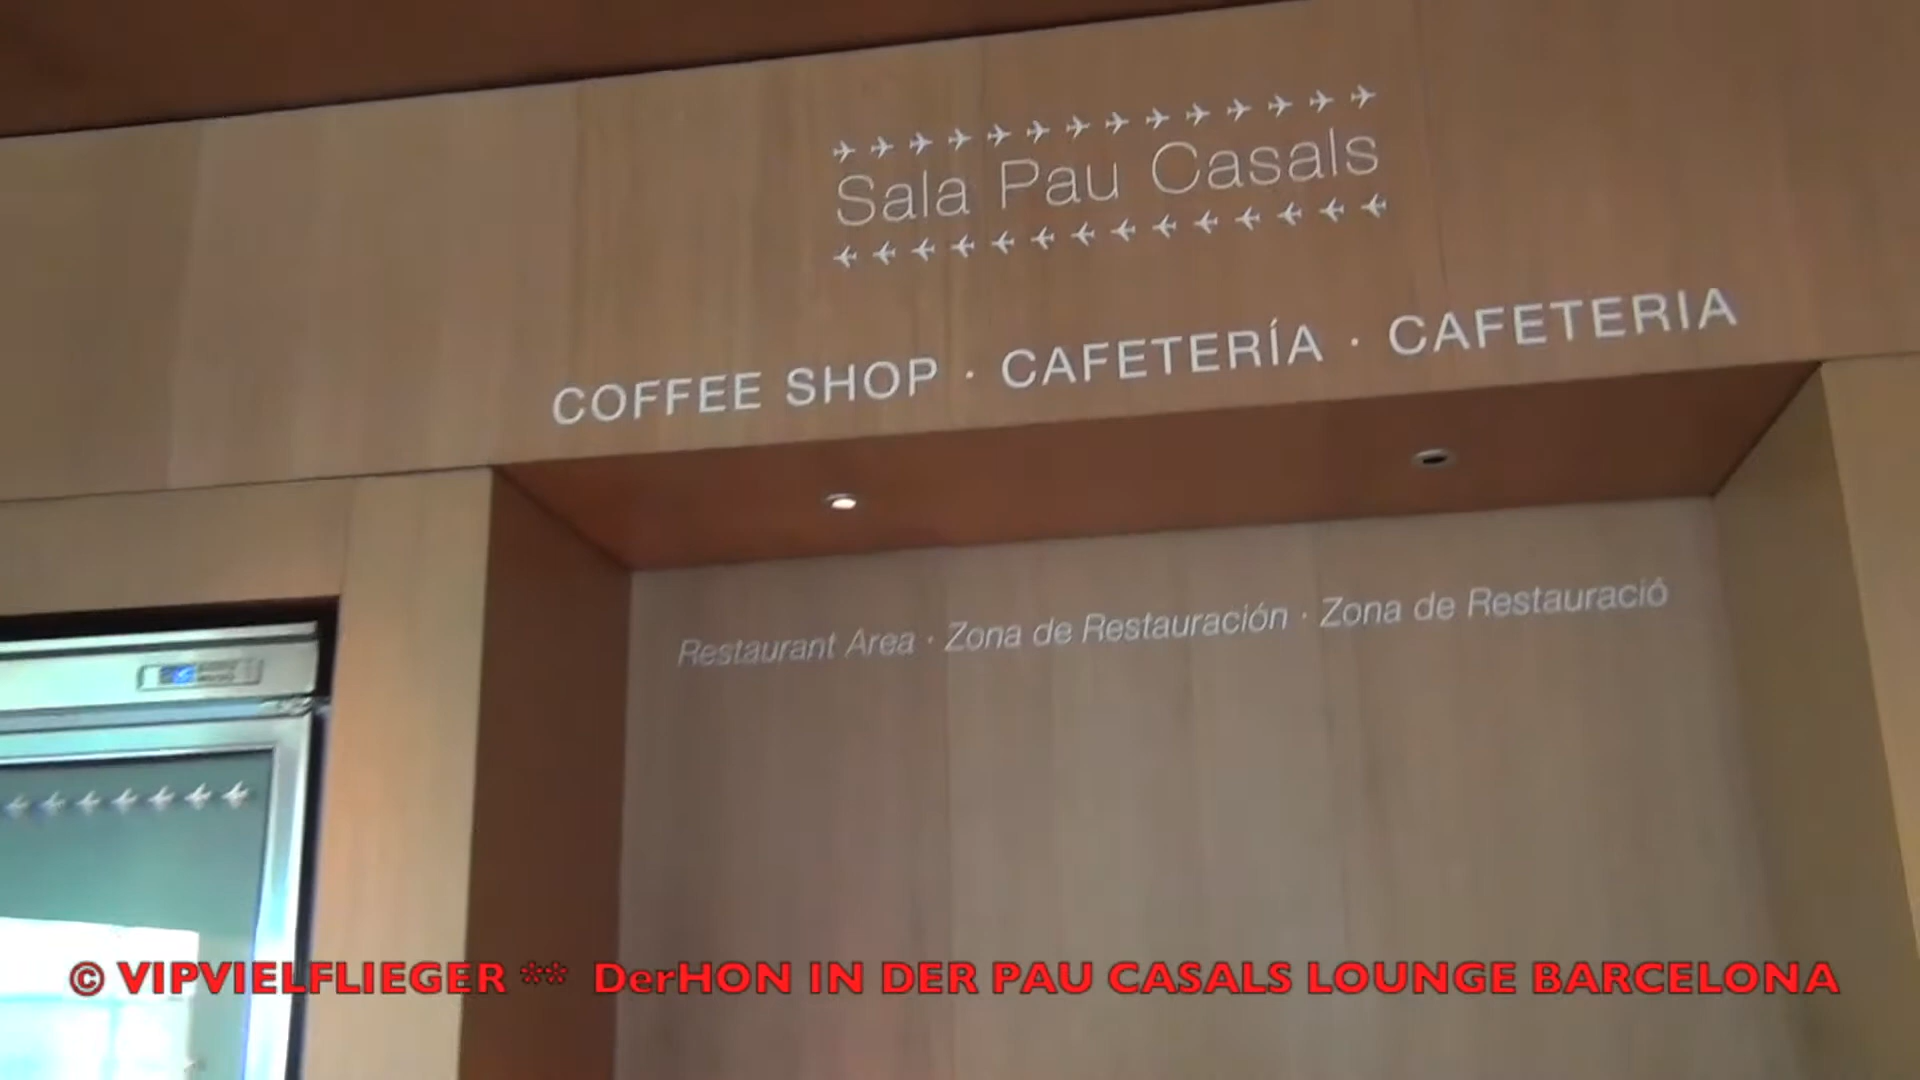 Sala Pau Casals
COFFEE SHOP · CAFETERÍA · CAFETERIA
Restaurant Area · Zona de Restauración · Zona de Restauració
© VIPVIELFLIEGER ** DerHON IN DER PAU CASALS LOUNGE BARCELONA